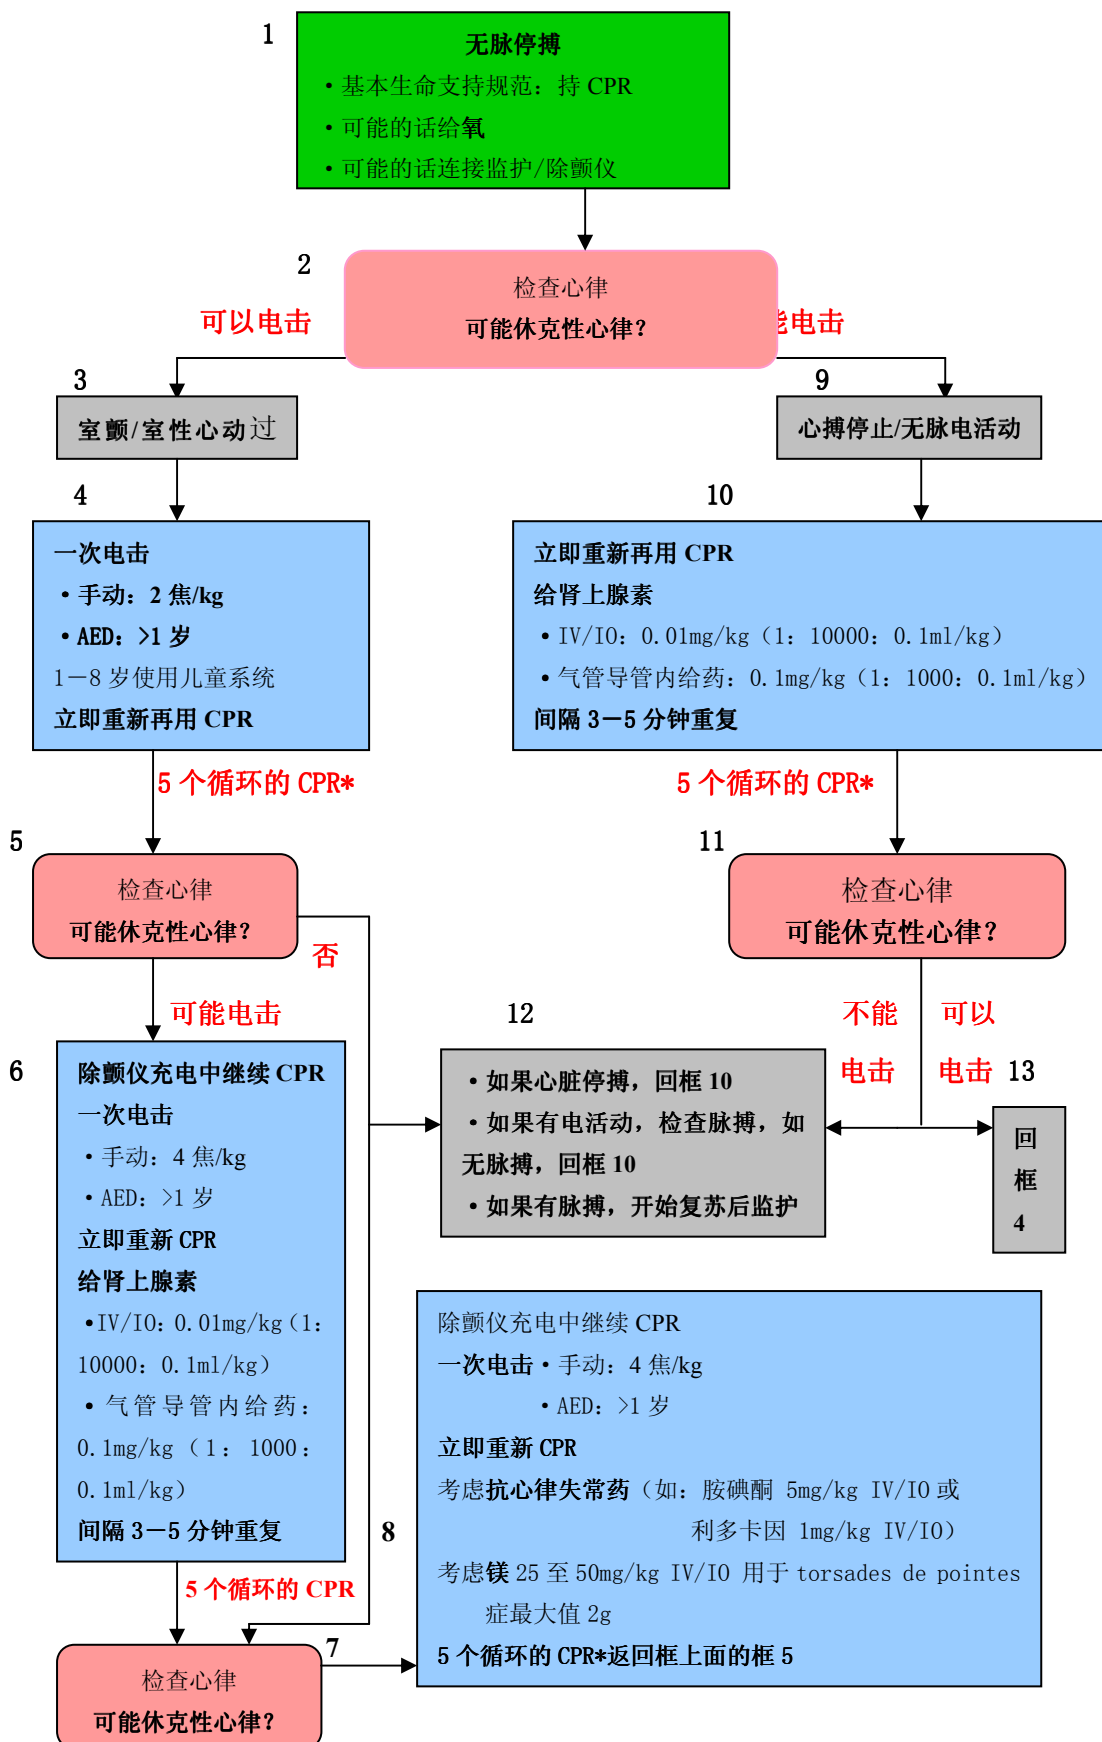 1
无脉停搏
·基本生命支持规范：持 CPR
·可能的话给氧
·可能的话连接监护/除颤仪
2
检查心律
可能休克性心律？
可以电击
能电击
3
室颤/室性心动过
9
心搏停止/无脉电活动
4
一次电击
·手动：2 焦/kg
·AED：>1 岁
1－8 岁使用儿童系统
立即重新再用 CPR
10
立即重新再用 CPR
给肾上腺素
·IV/IO：0.01mg/kg（1：10000：0.1ml/kg）
·气管导管内给药：0.1mg/kg（1：1000：0.1ml/kg）
间隔 3－5 分钟重复
5 个循环的 CPR*
5 个循环的 CPR*
5
检查心律
可能休克性心律？
否
可能电击
11
检查心律
可能休克性心律？
不能
电击
可以
电击
6
除颤仪充电中继续 CPR
一次电击
·手动：4 焦/kg
·AED：>1 岁
立即重新 CPR
给肾上腺素
·IV/IO：0.01mg/kg（1：
10000：0.1ml/kg）
·气管导管内给药：
0.1mg/kg（1：1000：
0.1ml/kg）
间隔 3－5 分钟重复
12
·如果心脏停搏，回框 10
·如果有电活动，检查脉搏，如
无脉搏，回框 10
·如果有脉搏，开始复苏后监护
13
回
框
4
5 个循环的 CPR
7
检查心律
可能休克性心律？
8
除颤仪充电中继续 CPR
一次电击·手动：4 焦/kg
·AED：>1 岁
立即重新 CPR
考虑抗心律失常药（如：胺碘酮 5mg/kg IV/IO 或
利多卡因 1mg/kg IV/IO）
考虑镁 25 至 50mg/kg IV/IO 用于 torsades de pointes
症最大值 2g
5 个循环的 CPR*返回框上面的框 5